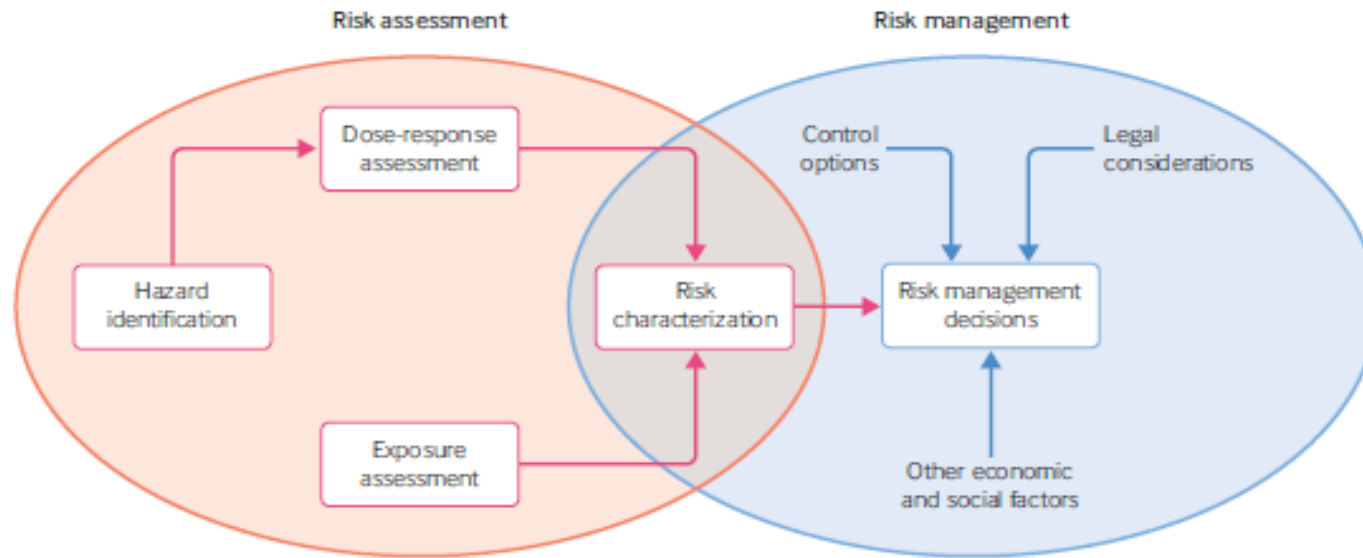 Risk assessment
Risk management
Dose-response
assessment
Control
options
Legal
considerations
Hazard
identification
Risk
characterization
Risk management
decisions
Exposure
assessment
Other economic
and social factors